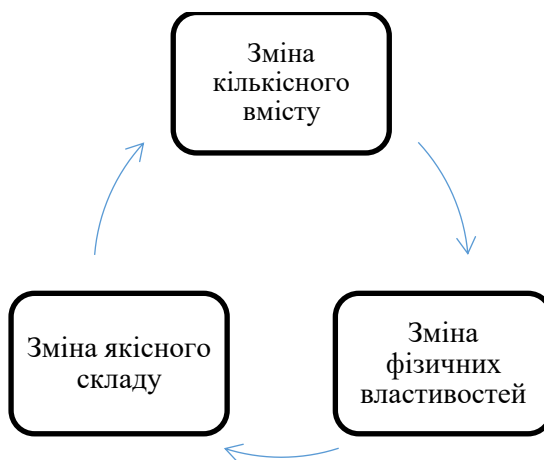 Зміна
кількісного
вмісту
Зміна якісного
складу
Зміна
фізичних
властивостей